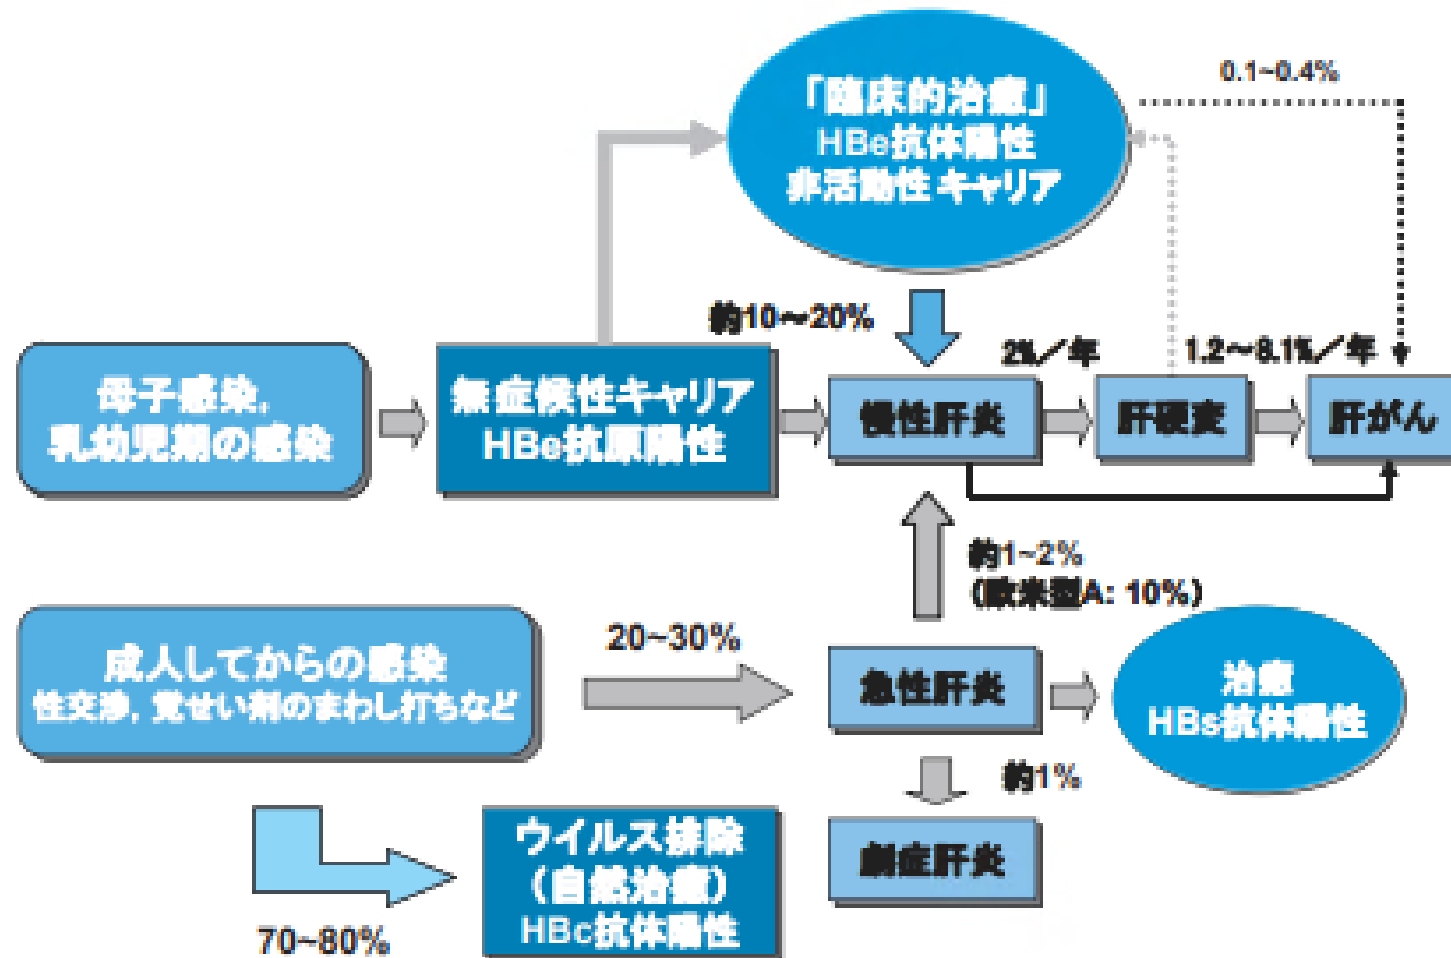 「臨床的治癒」
HBe抗体陽性
非活動性キャリア
0.1~0.4%
約10～20%
2%／年
1.2～8.1%／年
母子感染,
乳幼児期の感染
無症候性キャリア
HBe抗原陽性
慢性肝炎
肝硬変
肝がん
約1~2%
（欧米型A: 10%）
成人してからの感染
性交渉, 覚せい剤のまわし打ちなど
20~30%
急性肝炎
治癒
HBs抗体陽性
約1%
劇症肝炎
70~80%
ウイルス排除
（自然治癒）
HBc抗体陽性